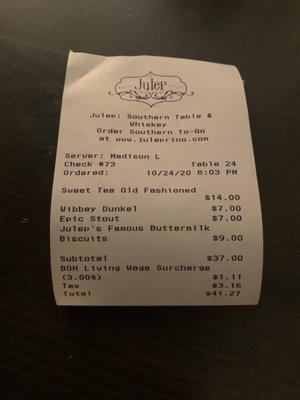 Julep
Julep: Southern Table &
Whiskey
Order Southern To-Go
at www.juleprino.com
Server: Madison L
Check #73 Table 24
Ordered: 10/24/20 6:03 PM
Sweet Tea Old Fashioned
$14.00
Wibbey Dunkel $7.00
Epic Stout $7.00
Julep's Famous Buttermilk
Biscuits $9.00
Subtotal $37.00
BOH Living Wage Surcharge
(3.00%) $1.11
Tax $3.16
Total $41.27